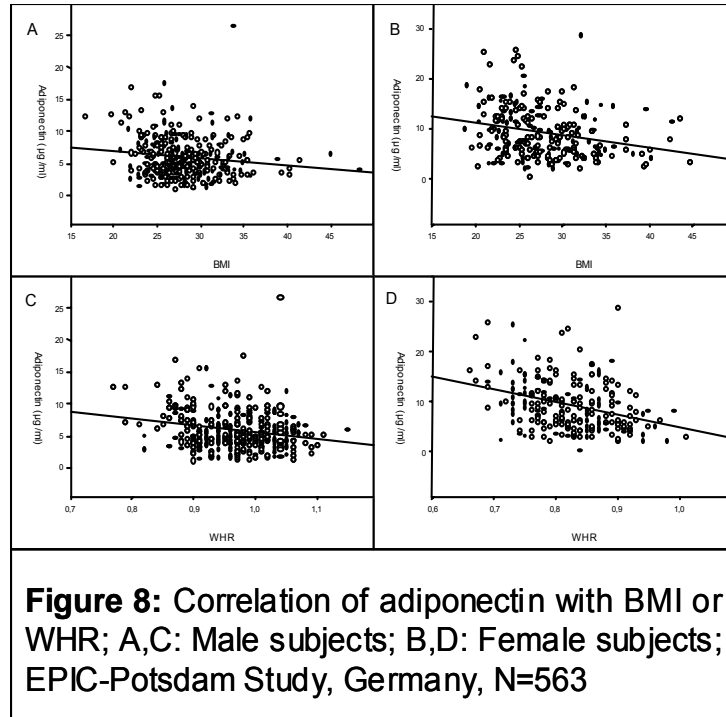 A
Adiponectin (µg /ml)
25
20
15
10
5
0
15 20 25 30 35 40 45
BMI
B
Adiponectin (µg /ml)
30
20
10
0
15 20 25 30 35 40 45
BMI
C
Adiponectin (µg /ml)
25
20
15
10
5
0
0,7 0,8 0,9 1,0 1,1
WHR
D
Adiponectin (µg /ml)
30
20
10
0
0,6 0,7 0,8 0,9 1,0
WHR
Figure 8: Correlation of adiponectin with BMI or
WHR; A,C: Male subjects; B,D: Female subjects;
EPIC-Potsdam Study, Germany, N=563